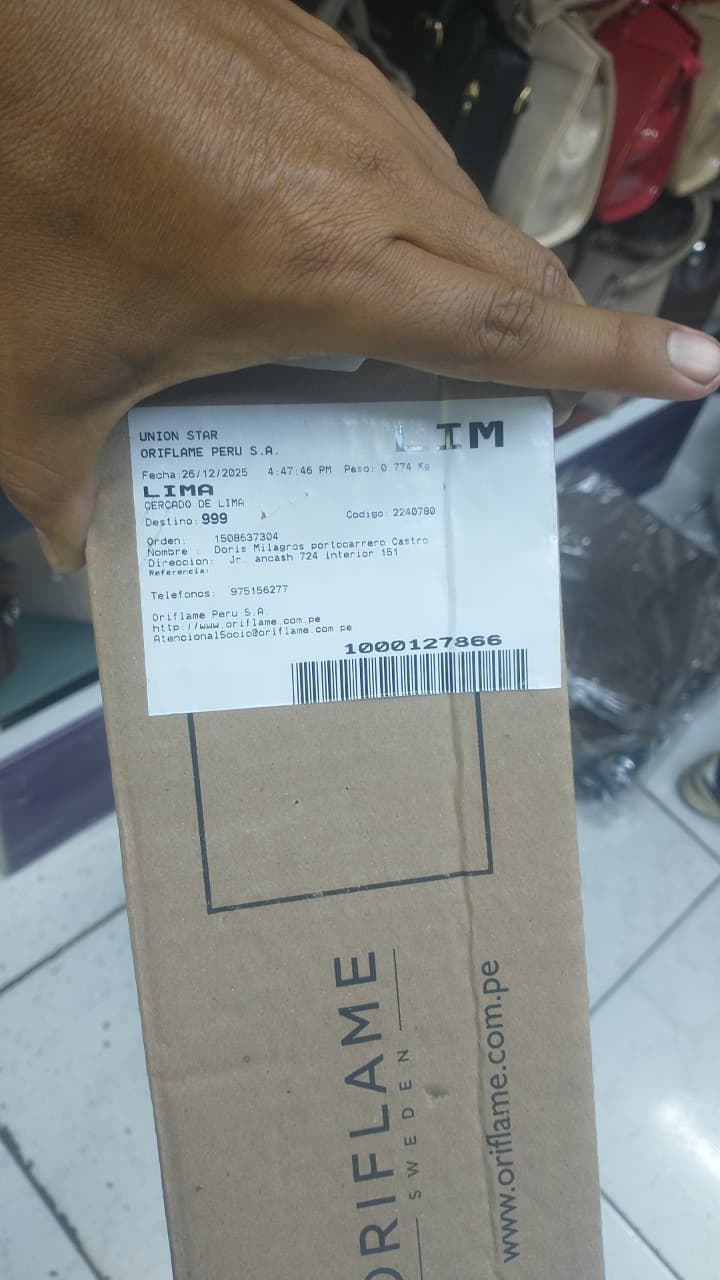 UNION STAR
ORIFLAME PERU S.A.
LIM
Fecha:26/12/2025 4:47:46 PM Peso: 0.774 Kg
LIMA
CERCADO DE LIMA
Destino: 999 Codigo: 2240780
Orden: 1508637304
Nombre : Doris Milagros portocarrero Castro
Direccion: Jr. ancash 724 interior 151
Referencia:
Telefonos: 975156277
Oriflame Peru S.A.
http://www.oriflame.com.pe
AtencionalSocio@oriflame.com.pe
1000127866
ORIFLAME
SWEDEN
www.oriflame.com.pe